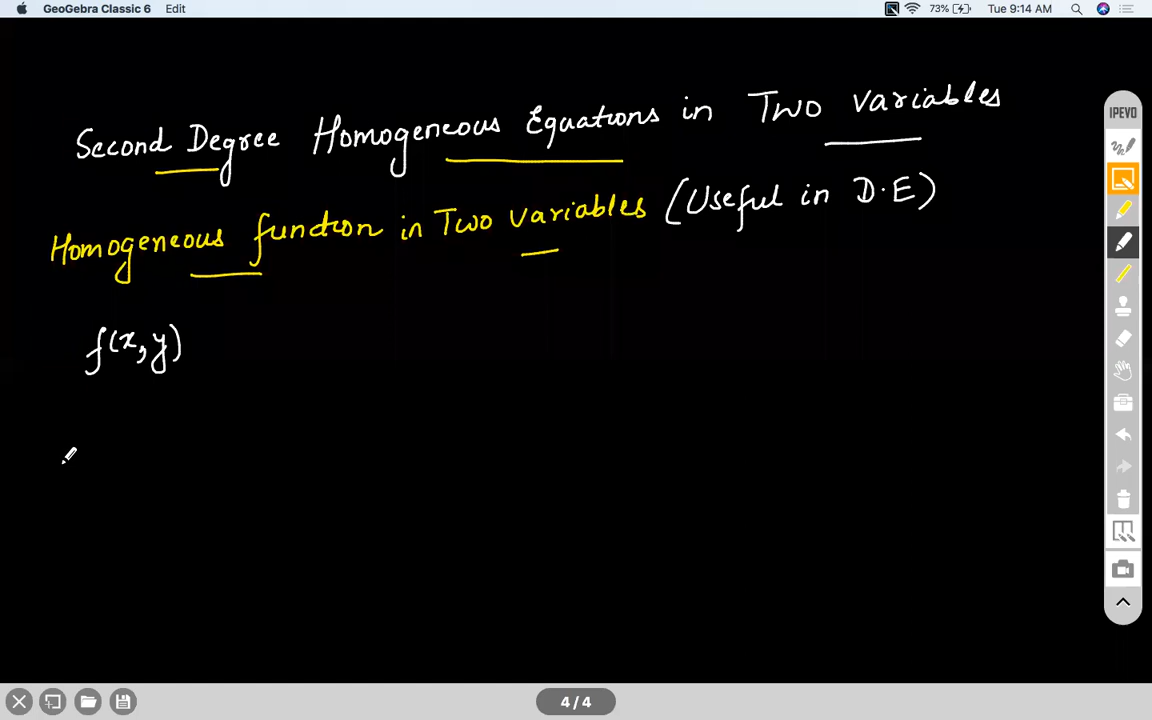 GeoGebra Classic 6 Edit 73% Tue 9:14 AM
Second Degree Homogeneous Equations in Two variables
Homogeneous function in Two variables (Useful in D.E)
f(x,y)
IPEVO
4 / 4